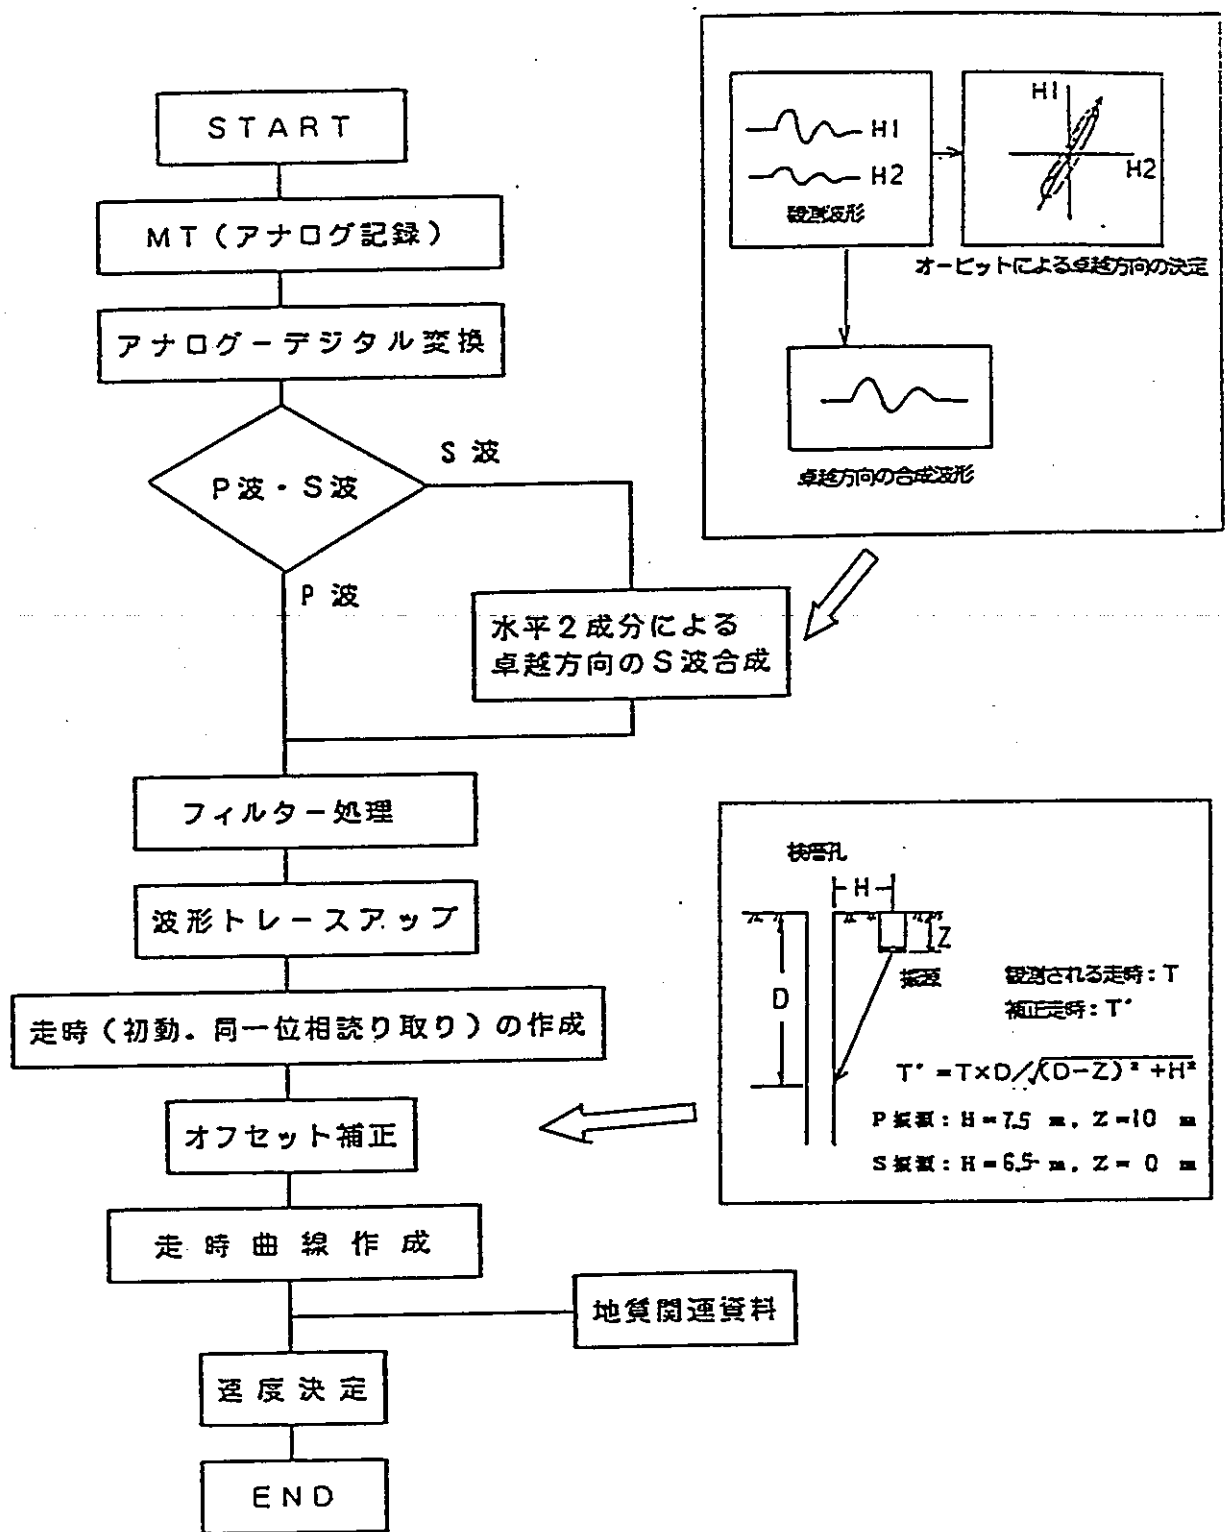 START
MT(アナログ記録)
アナログーデジタル変換
P波・S波
S 波
P 波
水平2成分による
卓越方向のS波合成
フィルター処理
波形トレースアップ
走時(初動.同一位相読り取り)の作成
オフセット補正
走時曲線作成
地質関連資料
速度決定
END
H1
H2
観測波形
H1
H2
オービットによる卓越方向の決定
卓越方向の合成波形
H
Z
D
振源
観測される走時:T
補正走時:T'
T'=T×D/√(D-Z)²+H²
P振源:H=7.5 m. Z=10 m
S振源:H=6.5 m. Z=0 m